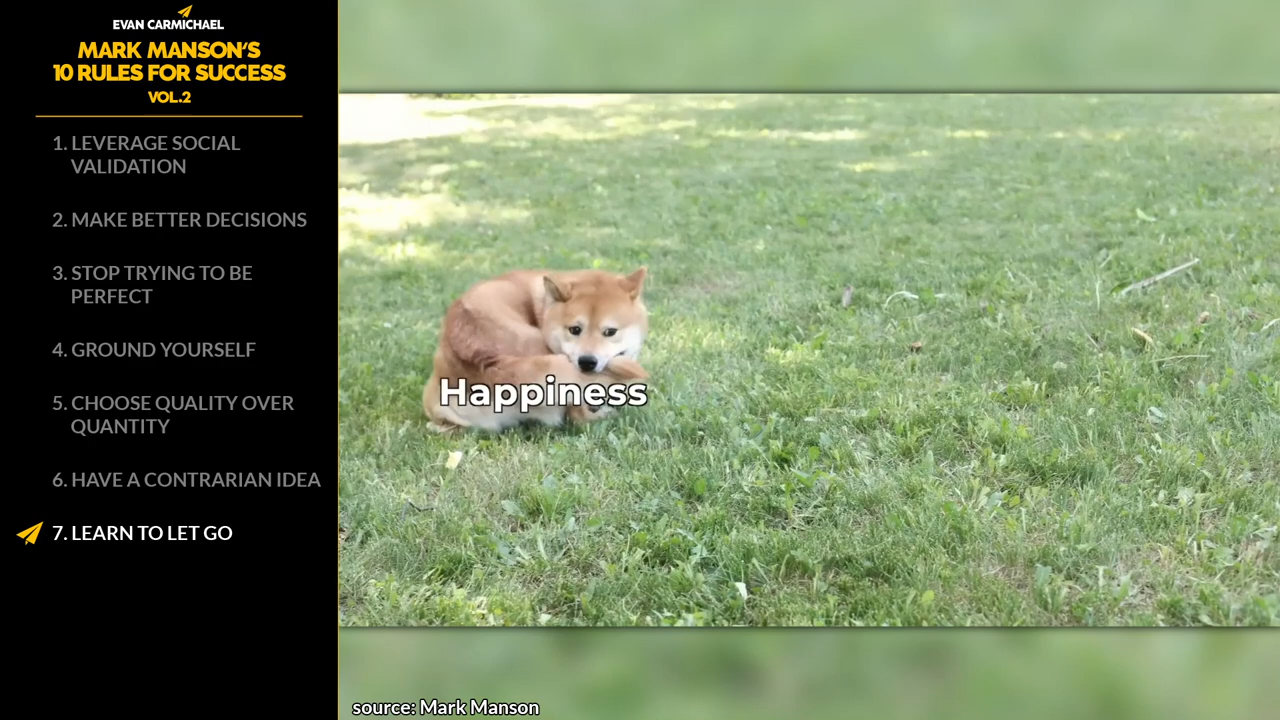 EVAN CARMICHAEL
MARK MANSON'S
10 RULES FOR SUCCESS
VOL.2
1. LEVERAGE SOCIAL
VALIDATION
2. MAKE BETTER DECISIONS
3. STOP TRYING TO BE
PERFECT
4. GROUND YOURSELF
5. CHOOSE QUALITY OVER
QUANTITY
6. HAVE A CONTRARIAN IDEA
7. LEARN TO LET GO
Happiness
source: Mark Manson